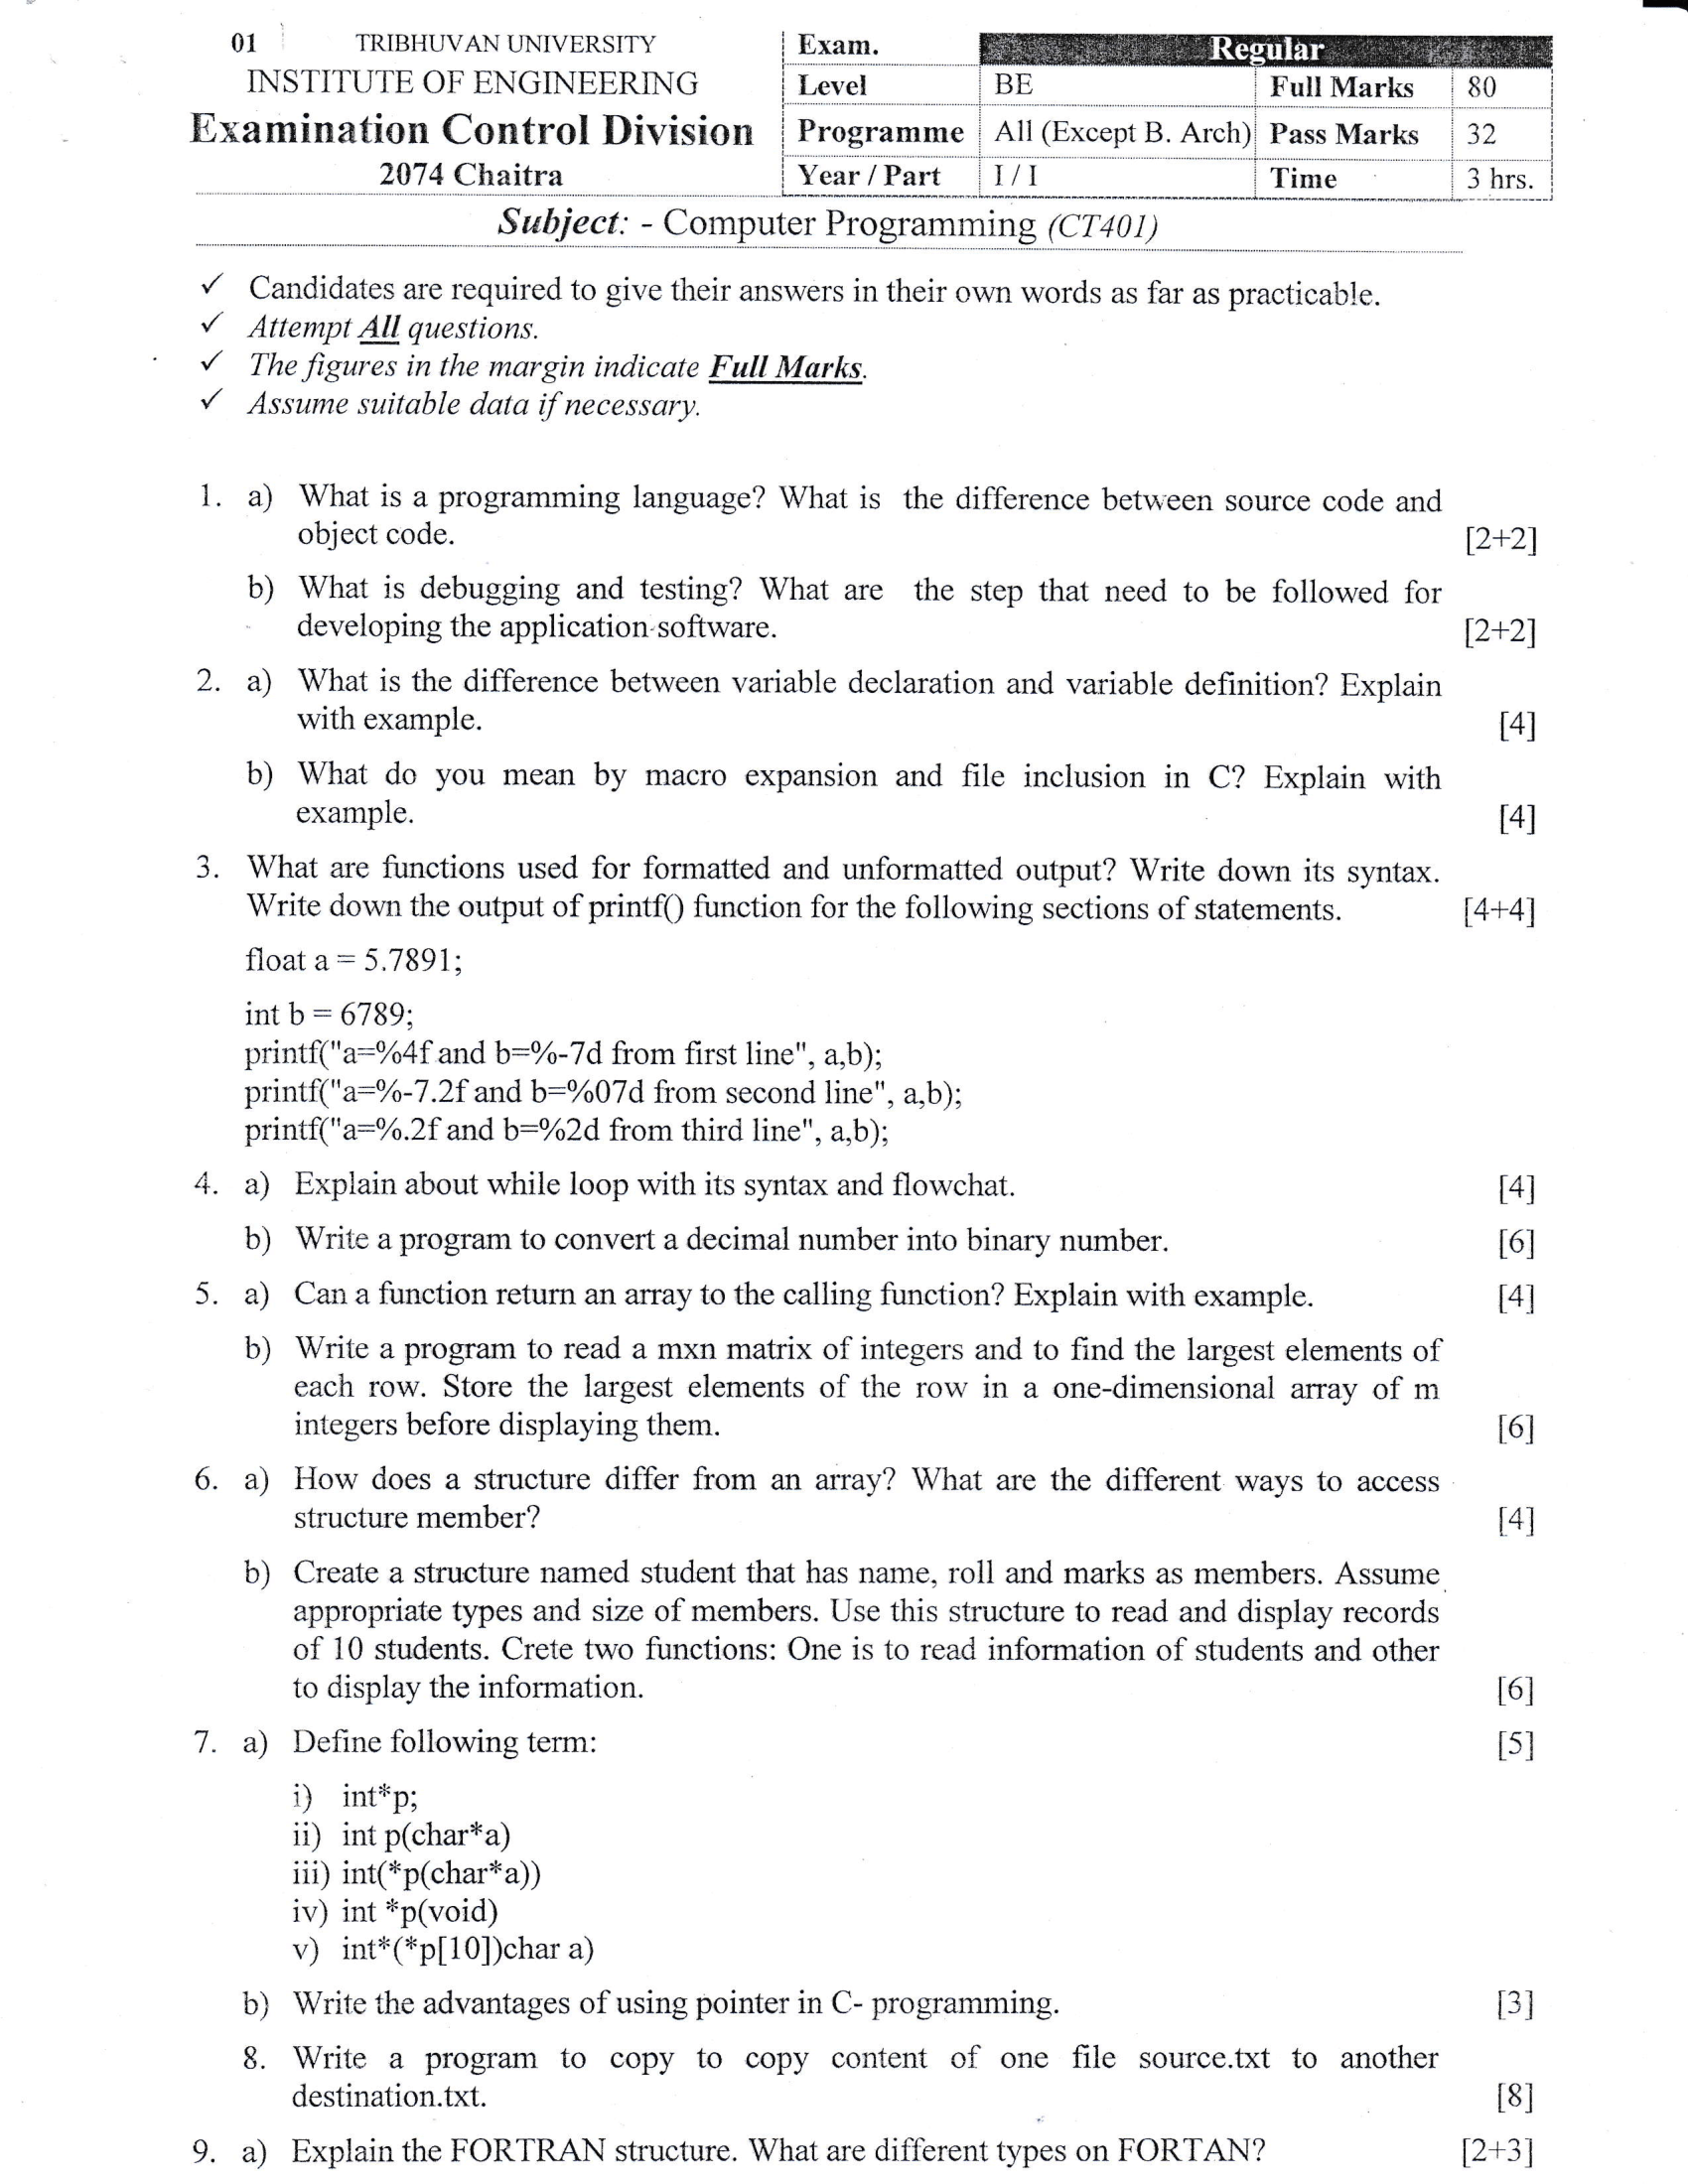 01 TRIBHUVAN UNIVERSITY
INSTITUTE OF ENGINEERING
Examination Control Division
2074 Chaitra
Exam. Regular
Level BE Full Marks 80
Programme All (Except B. Arch) Pass Marks 32
Year / Part I / I Time 3 hrs.
Subject: - Computer Programming (CT401)
✓ Candidates are required to give their answers in their own words as far as practicable.
✓ Attempt All questions.
✓ The figures in the margin indicate Full Marks.
✓ Assume suitable data if necessary.
1. a) What is a programming language? What is the difference between source code and
object code. [2+2]
b) What is debugging and testing? What are the step that need to be followed for
developing the application software. [2+2]
2. a) What is the difference between variable declaration and variable definition? Explain
with example. [4]
b) What do you mean by macro expansion and file inclusion in C? Explain with
example. [4]
3. What are functions used for formatted and unformatted output? Write down its syntax.
Write down the output of printf() function for the following sections of statements. [4+4]
float a = 5.7891;
int b = 6789;
printf("a=%4f and b=%-7d from first line", a,b);
printf("a=%-7.2f and b=%07d from second line", a,b);
printf("a=%.2f and b=%2d from third line", a,b);
4. a) Explain about while loop with its syntax and flowchat. [4]
b) Write a program to convert a decimal number into binary number. [6]
5. a) Can a function return an array to the calling function? Explain with example. [4]
b) Write a program to read a mxn matrix of integers and to find the largest elements of
each row. Store the largest elements of the row in a one-dimensional array of m
integers before displaying them. [6]
6. a) How does a structure differ from an array? What are the different ways to access
structure member? [4]
b) Create a structure named student that has name, roll and marks as members. Assume
appropriate types and size of members. Use this structure to read and display records
of 10 students. Crete two functions: One is to read information of students and other
to display the information. [6]
7. a) Define following term: [5]
i) int*p;
ii) int p(char*a)
iii) int(*p(char*a))
iv) int *p(void)
v) int*(*p[10])char a)
b) Write the advantages of using pointer in C- programming. [3]
8. Write a program to copy to copy content of one file source.txt to another
destination.txt. [8]
9. a) Explain the FORTRAN structure. What are different types on FORTAN? [2+3]